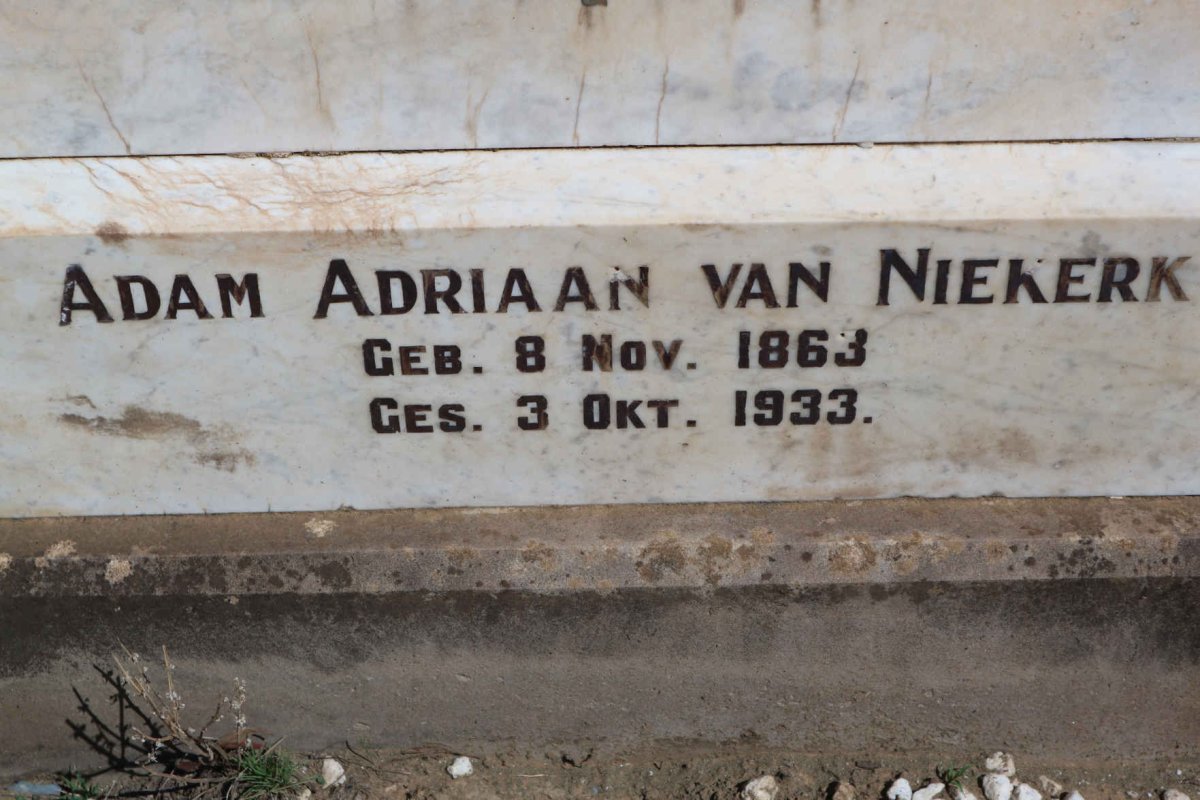 ADAM ADRIAAN VAN NIEKERK
GEB. 8 NOV. 1863
GES. 3 OKT. 1933.